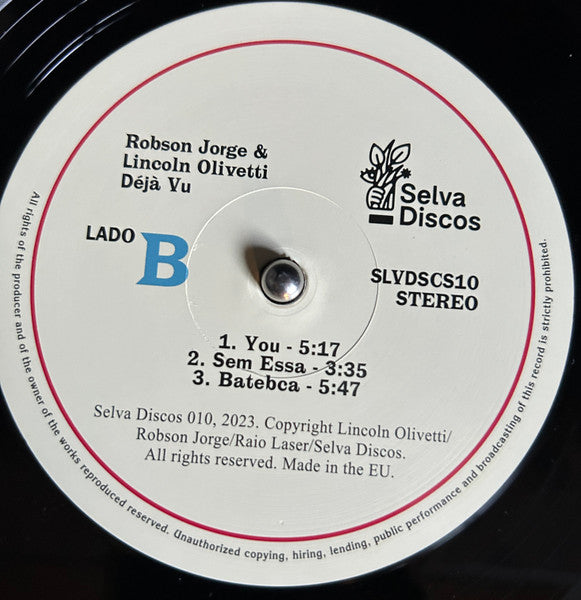 Robson Jorge &
Lincoln Olivetti
Déjà Vu
Selva
Discos
LADO B
SLVDSCS10
STEREO
1. You - 5:17
2. Sem Essa - 3:35
3. Batebca - 5:47
Selva Discos 010, 2023. Copyright Lincoln Olivetti/
Robson Jorge/Raio Laser/Selva Discos.
All rights reserved. Made in the EU.
All rights of the producer and of the owner of the works reproduced reserved. Unauthorized copying, hiring, lending, public performance and broadcasting of this record is strictly prohibited.